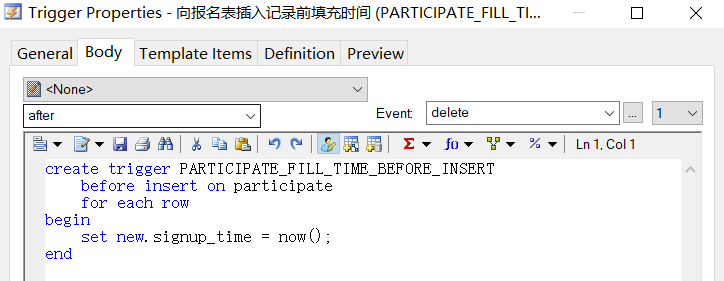 Trigger Properties - 向报名表插入记录前填充时间 (PARTICIPATE_FILL_TI...
General Body Template Items Definition Preview
<None>
after Event: delete ... 1
Σ fo % Ln 1, Col 1
create trigger PARTICIPATE_FILL_TIME_BEFORE_INSERT
before insert on participate
for each row
begin
set new.signup_time = now();
end